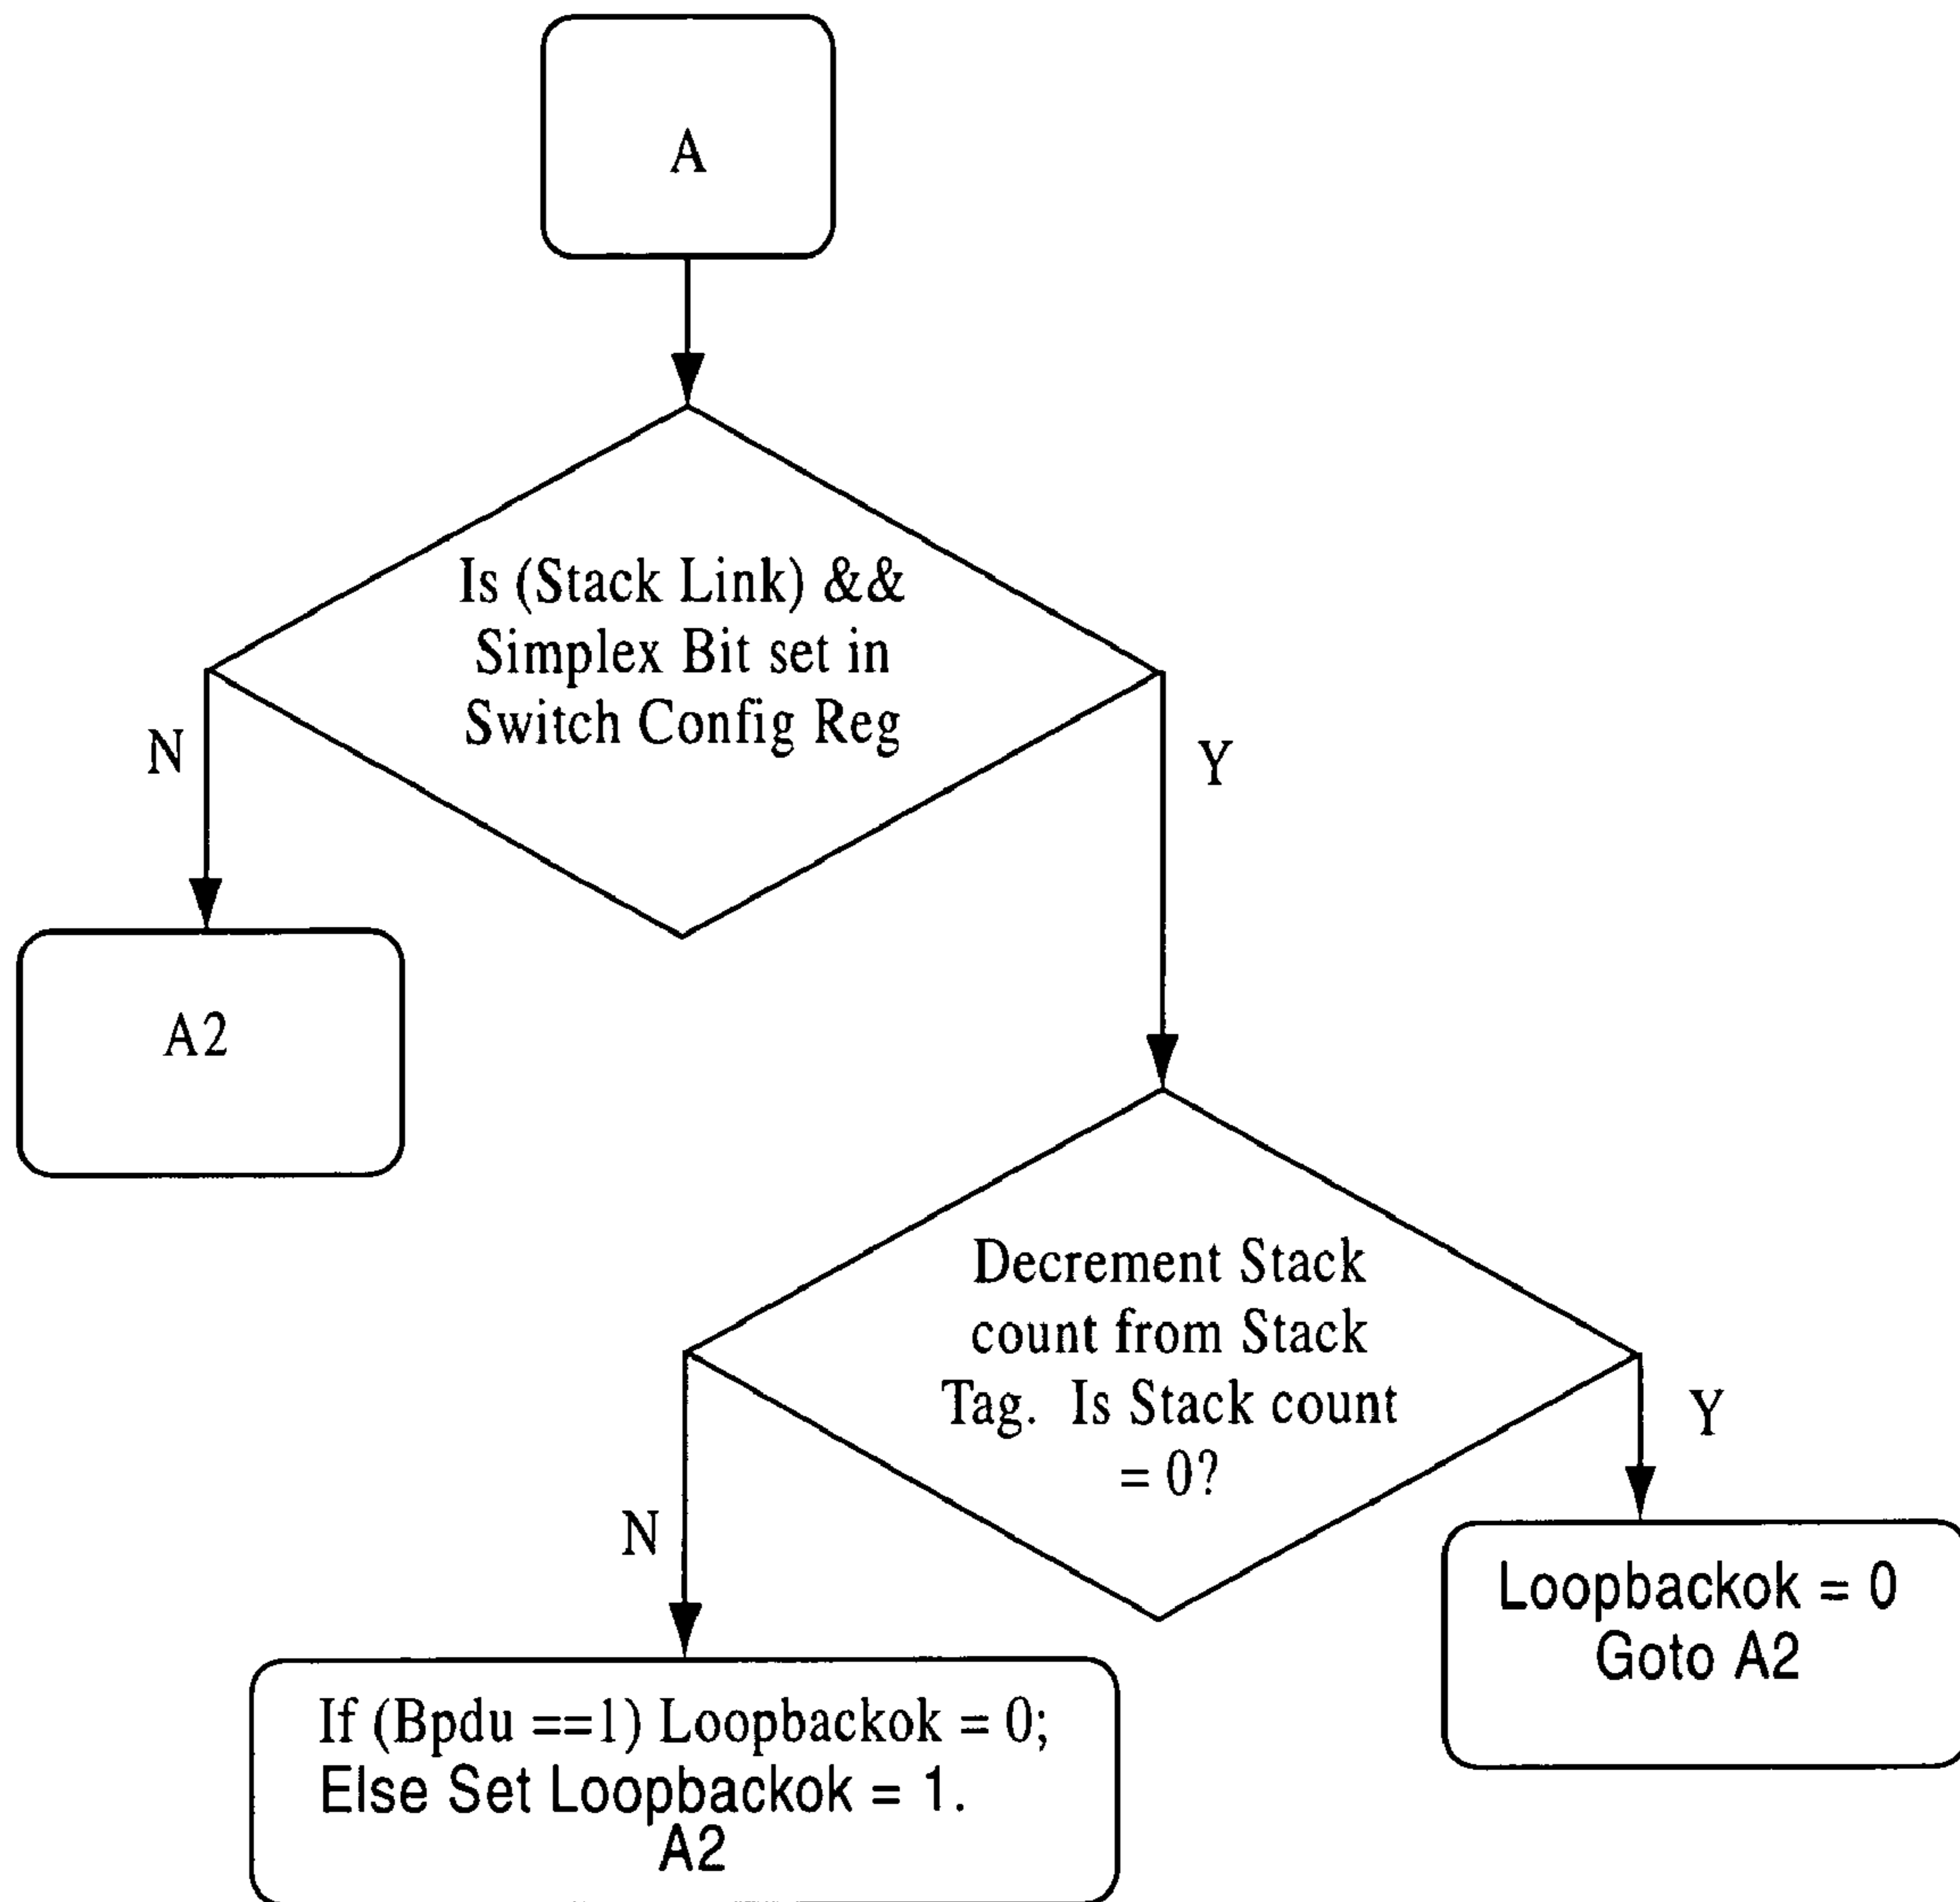 A
Is (Stack Link) &&
Simplex Bit set in
Switch Config Reg
N
Y
A2
Decrement Stack
count from Stack
Tag. Is Stack count
= 0?
N
Y
Loopbackok = 0
Goto A2
If (Bpdu ==1) Loopbackok = 0;
Else Set Loopbackok = 1.
A2